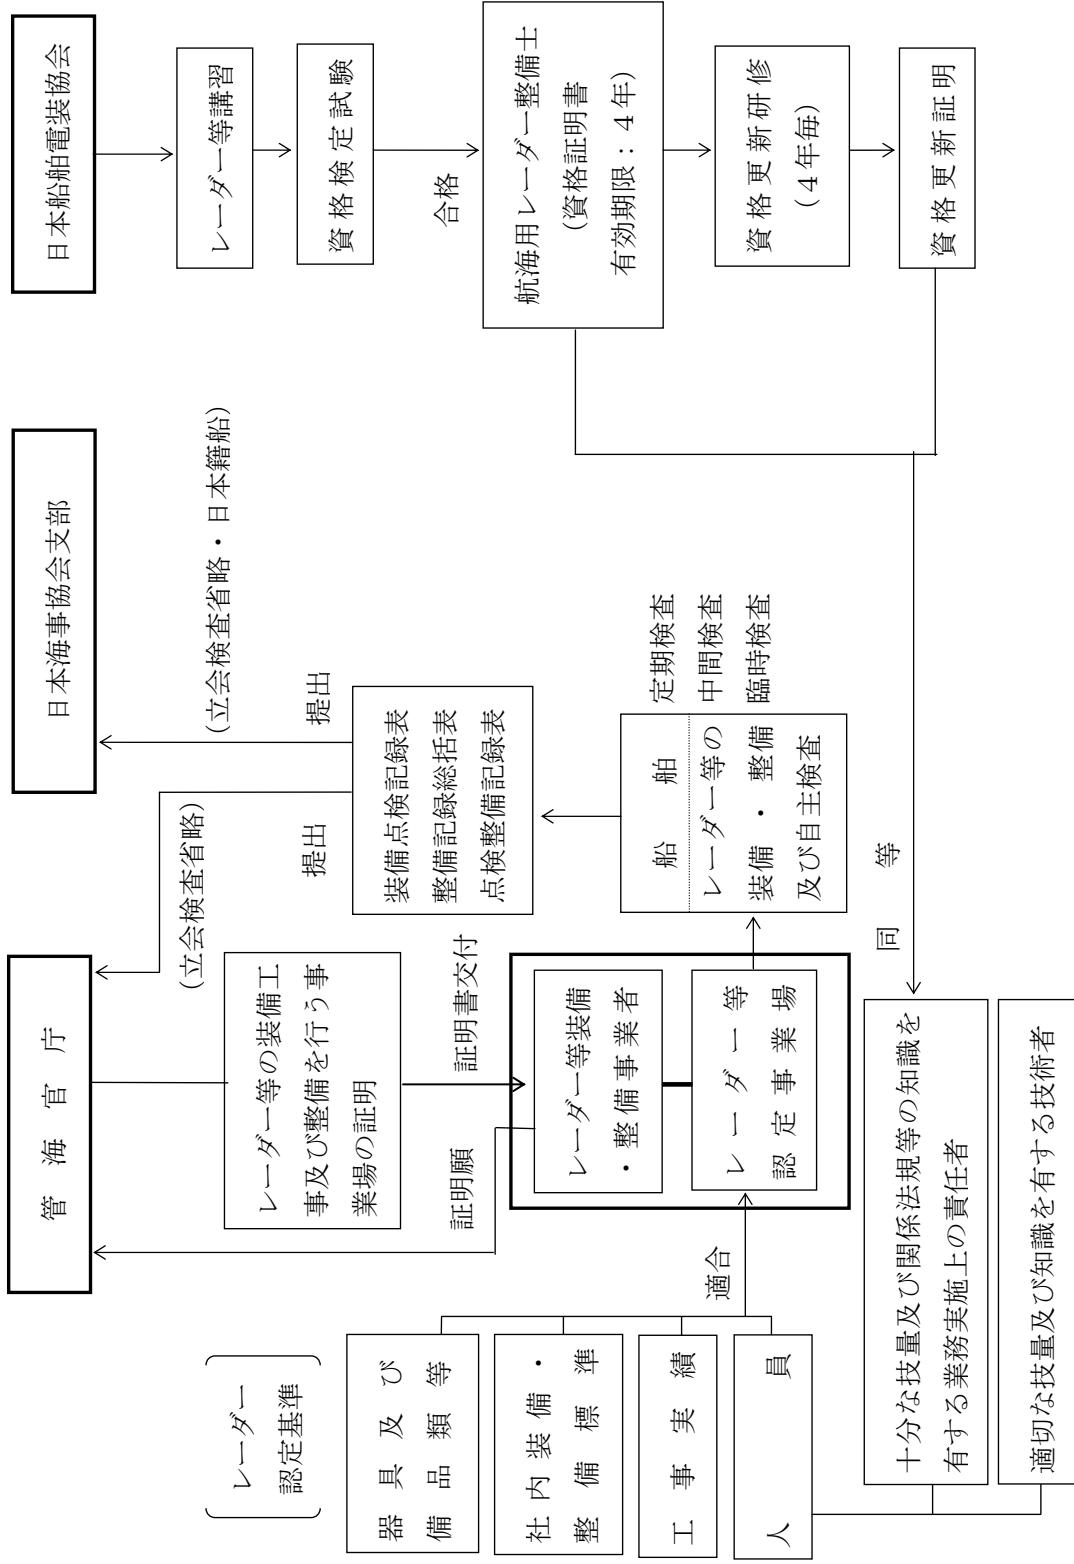 管海官庁
日本海事協会支部
日本船舶電装協会
レーダー
認定基準
器具及び
備品類等
社内装備・
整備標準
工事実績
人員
適合
証明願
レーダー等の装備工
事及び整備を行う事
業場の証明
証明書交付
レーダー等装備
・整備事業者
レーダー等
認定事業場
十分な技量及び関係法規等の知識を
有する業務実施上の責任者
適切な技量及び知識を有する技術者
(立会検査省略)
提出
提出
(立会検査省略・日本籍船)
装備点検記録表
整備記録総括表
点検整備記録表
船舶
レーダー等の
装備・整備
及び自主検査
定期検査
中間検査
臨時検査
同等
レーダー等講習
資格検定試験
合格
航海用レーダー整備士
(資格証明書
有効期限：４年)
資格更新研修
(４年毎)
資格更新証明